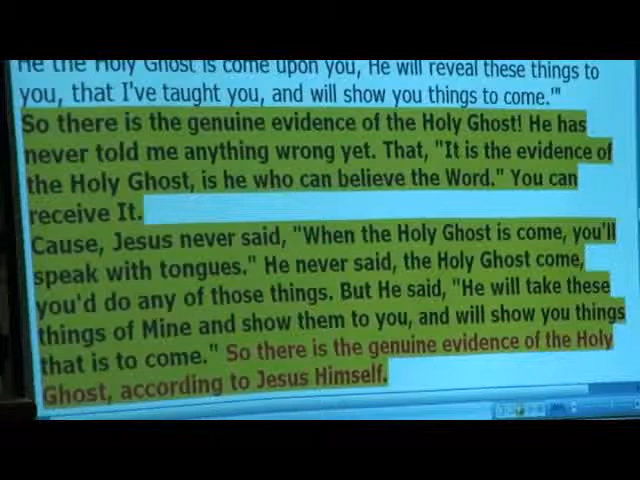 He the Holy Ghost is come upon you, He will reveal these things to
you, that I've taught you, and will show you things to come.'"
So there is the genuine evidence of the Holy Ghost! He has
never told me anything wrong yet. That, "It is the evidence of
the Holy Ghost, is he who can believe the Word." You can
receive It.
Cause, Jesus never said, "When the Holy Ghost is come, you'll
speak with tongues." He never said, the Holy Ghost come,
you'd do any of those things. But He said, "He will take these
things of Mine and show them to you, and will show you things
that is to come." So there is the genuine evidence of the Holy
Ghost, according to Jesus Himself.